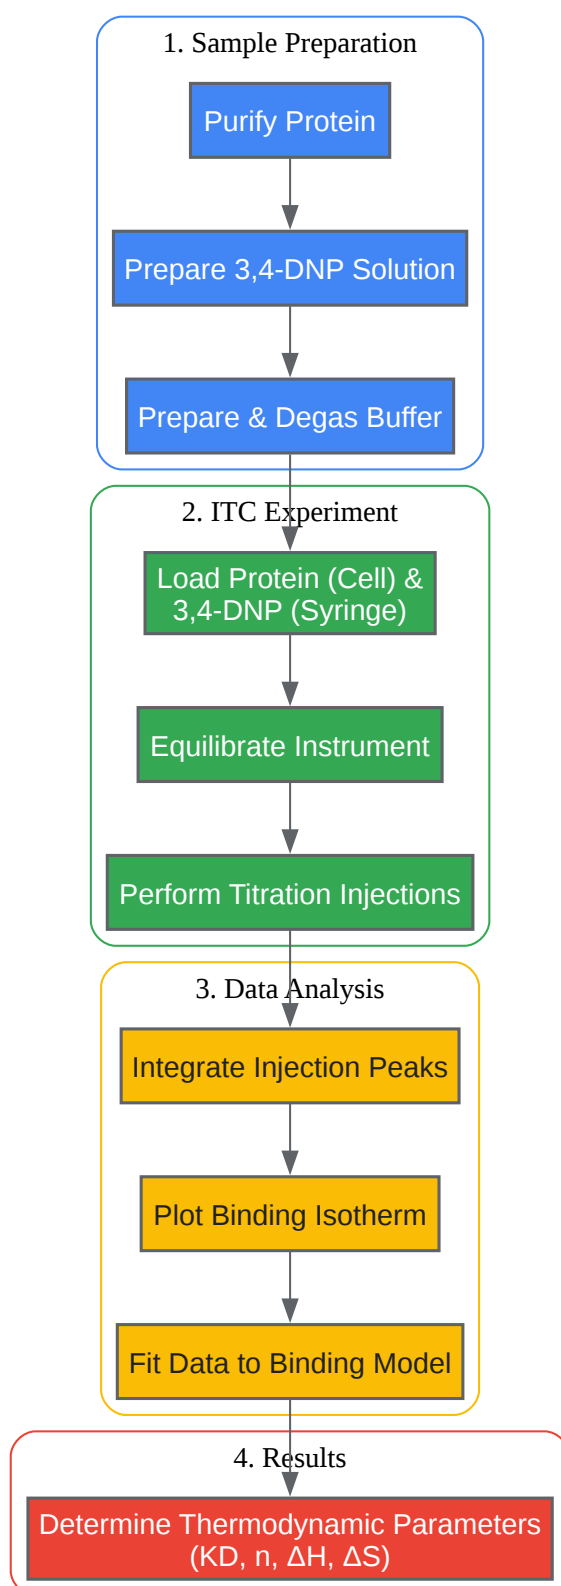 1. Sample Preparation
Purify Protein
Prepare 3,4-DNP Solution
Prepare & Degas Buffer
2. ITC Experiment
Load Protein (Cell) &
3,4-DNP (Syringe)
Equilibrate Instrument
Perform Titration Injections
3. Data Analysis
Integrate Injection Peaks
Plot Binding Isotherm
Fit Data to Binding Model
4. Results
Determine Thermodynamic Parameters
(KD, n, ΔH, ΔS)